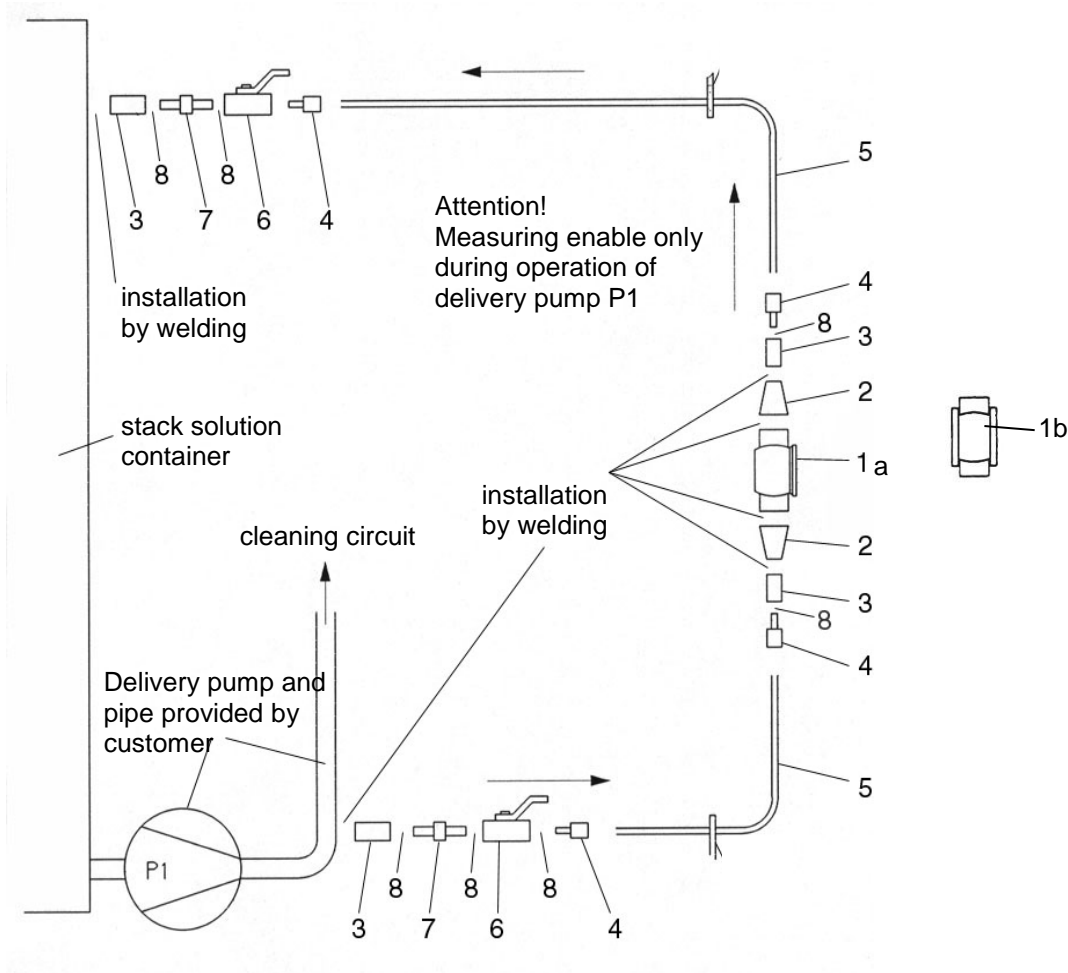 8
8
3
7
6
4
5
Attention!
Measuring enable only
during operation of
delivery pump P1
installation
by welding
4
8
3
2
1a
1b
stack solution
container
installation
by welding
cleaning circuit
2
3
8
4
Delivery pump and
pipe provided by
customer
5
P1
8
8
8
3
7
6
4